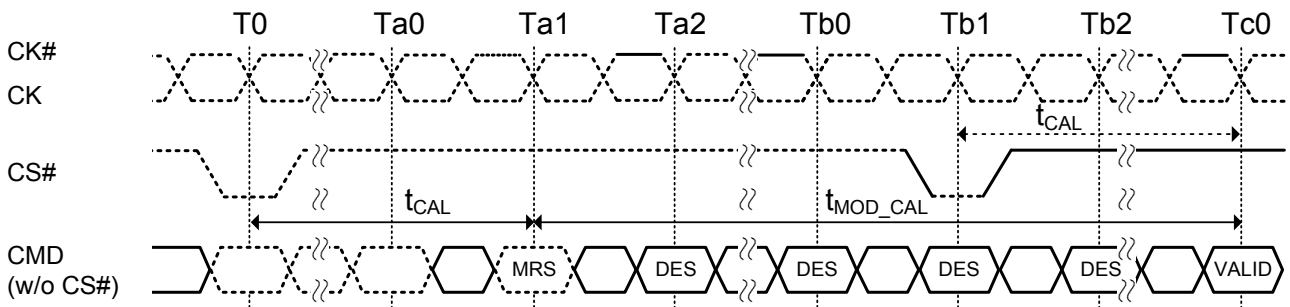 T0 Ta0 Ta1 Ta2 Tb0 Tb1 Tb2 Tc0
CK#
CK
tCAL
CS#
tCAL tMOD_CAL
CMD
MRS DES DES DES DES VALID
(w/o CS#)